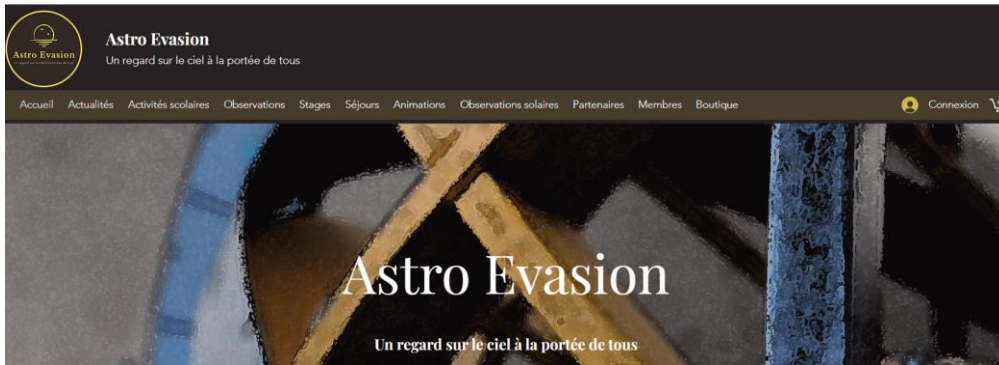 Astro Evasion
Astro Evasion
Un regard sur le ciel à la portée de tous
Accueil Actualités Activités scolaires Observations Stages Séjours Animations Observations solaires Partenaires Membres Boutique Connexion
Astro Evasion
Un regard sur le ciel à la portée de tous